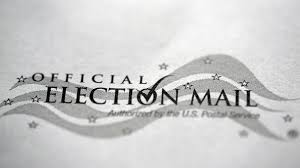 OFFICIAL
ELECTION MAIL
Authorized by the U.S. Postal Service